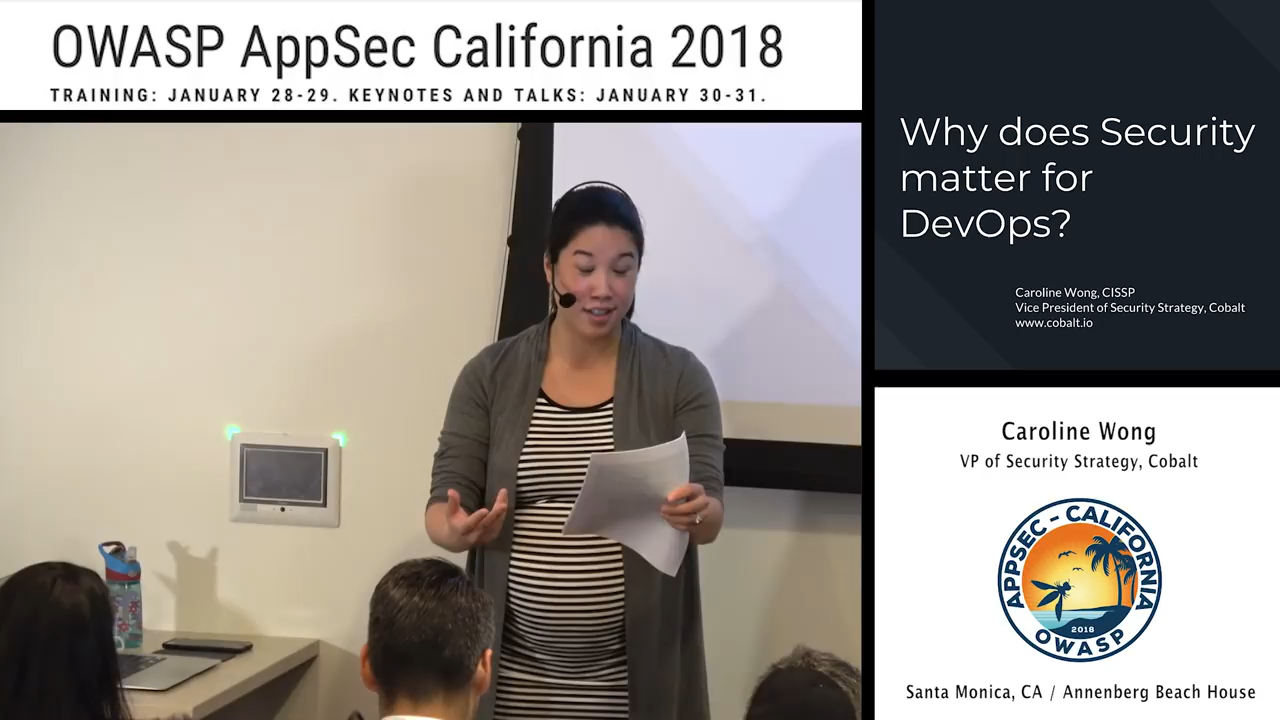 OWASP AppSec California 2018
TRAINING: JANUARY 28-29. KEYNOTES AND TALKS: JANUARY 30-31.
Why does Security
matter for
DevOps?
Caroline Wong, CISSP
Vice President of Security Strategy, Cobalt
www.cobalt.io
Caroline Wong
VP of Security Strategy, Cobalt
APPSEC - CALIFORNIA
2018
OWASP
Santa Monica, CA / Annenberg Beach House